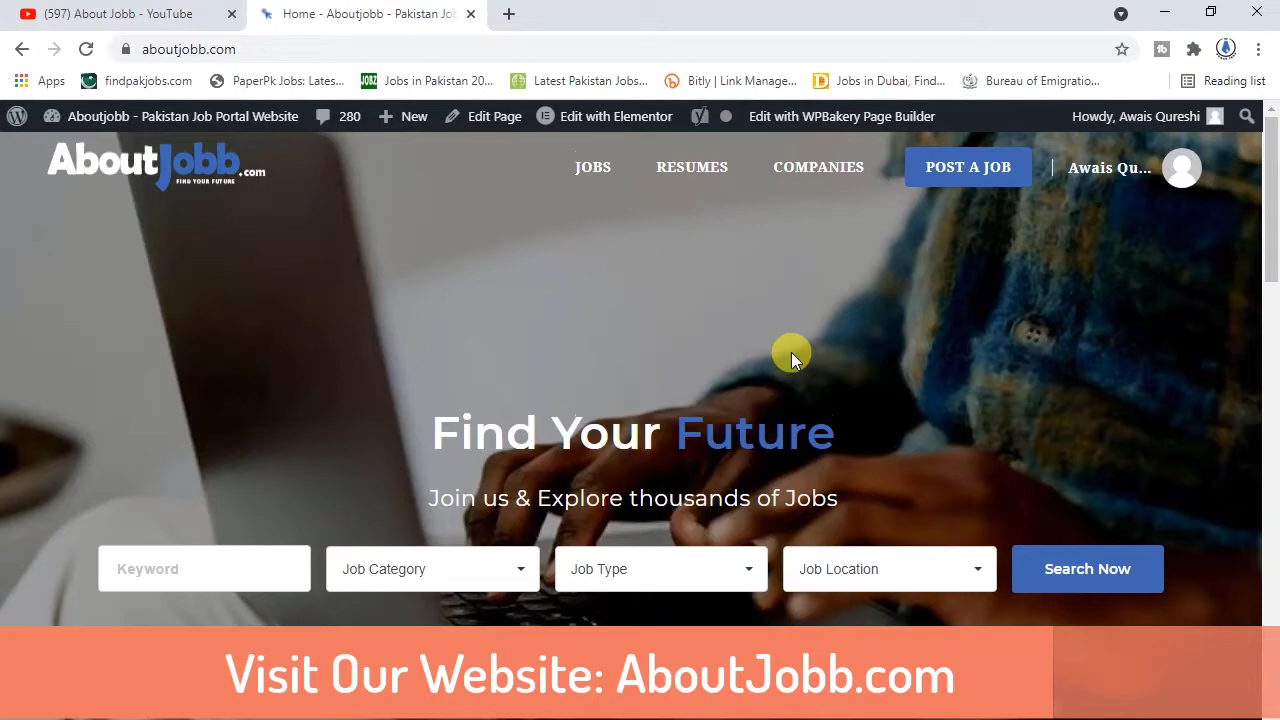 (597) About Jobb - YouTube
Home - Aboutjobb - Pakistan Job
aboutjobb.com
Apps
findpakjobs.com
PaperPk Jobs: Lates...
JOBZ
Jobs in Pakistan 20...
Latest Pakistan Jobs...
Bitly | Link Manage...
Jobs in Dubai, Find...
Bureau of Emigratio...
Reading list
Aboutjobb - Pakistan Job Portal Website
280
New
Edit Page
Edit with Elementor
Edit with WPBakery Page Builder
Howdy, Awais Qureshi
AboutJobb.com
FIND YOUR FUTURE
JOBS
RESUMES
COMPANIES
POST A JOB
Awais Qu...
Find Your Future
Join us & Explore thousands of Jobs
Keyword
Job Category
Job Type
Job Location
Search Now
Visit Our Website: AboutJobb.com